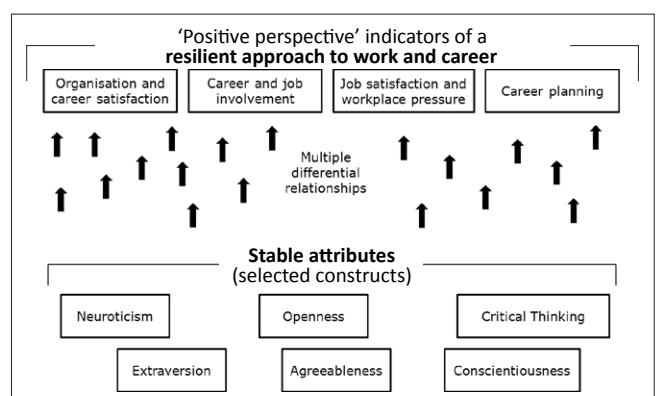 ‘Positive perspective’ indicators of a
resilient approach to work and career
Organisation and
career satisfaction
Career and job
involvement
Job satisfaction and
workplace pressure
Career planning
Multiple
differential
relationships
Stable attributes
(selected constructs)
Neuroticism
Openness
Critical Thinking
Extraversion
Agreeableness
Conscientiousness